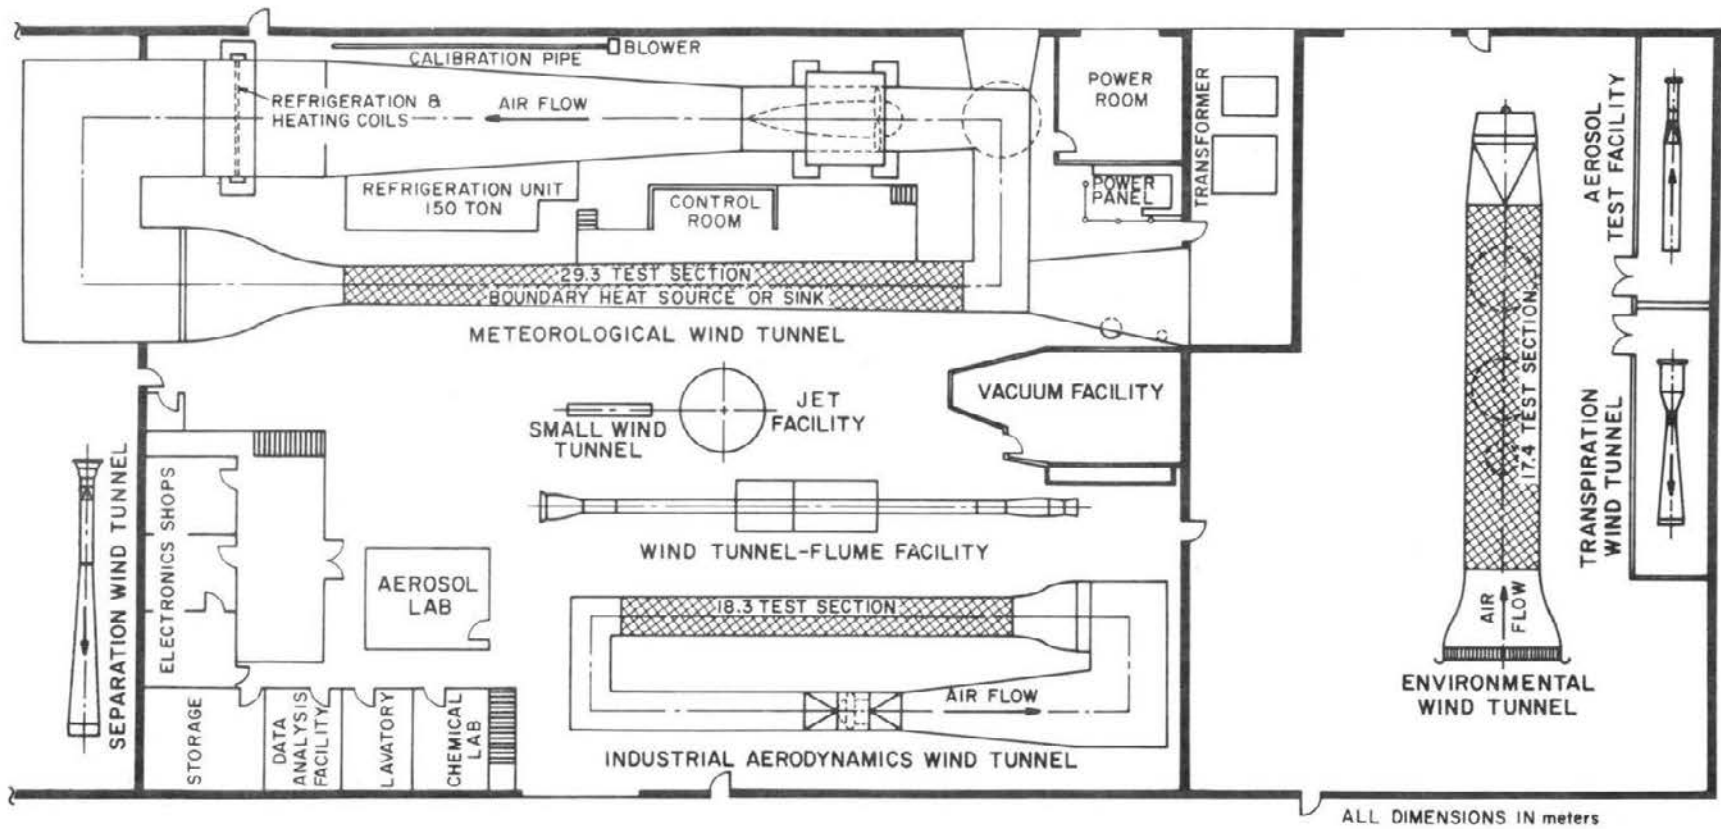 BLOWER
CALIBRATION PIPE
REFRIGERATION &
HEATING COILS
AIR FLOW
POWER
ROOM
TRANSFORMER
AEROSOL
TEST FACILITY
REFRIGERATION UNIT
150 TON
CONTROL
ROOM
POWER
PANEL
29.3 TEST SECTION
BOUNDARY HEAT SOURCE OR SINK
METEOROLOGICAL WIND TUNNEL
VACUUM FACILITY
JET
FACILITY
SMALL WIND
TUNNEL
17.4 TEST SECTION
TRANSPIRATION
WIND TUNNEL
SEPARATION WIND TUNNEL
ELECTRONICS SHOPS
WIND TUNNEL-FLUME FACILITY
AEROSOL
LAB
18.3 TEST SECTION
AIR
FLOW
ENVIRONMENTAL
WIND TUNNEL
AIR FLOW
STORAGE
DATA
ANALYSIS
FACILITY
LAVATORY
CHEMICAL
LAB
INDUSTRIAL AERODYNAMICS WIND TUNNEL
ALL DIMENSIONS IN meters